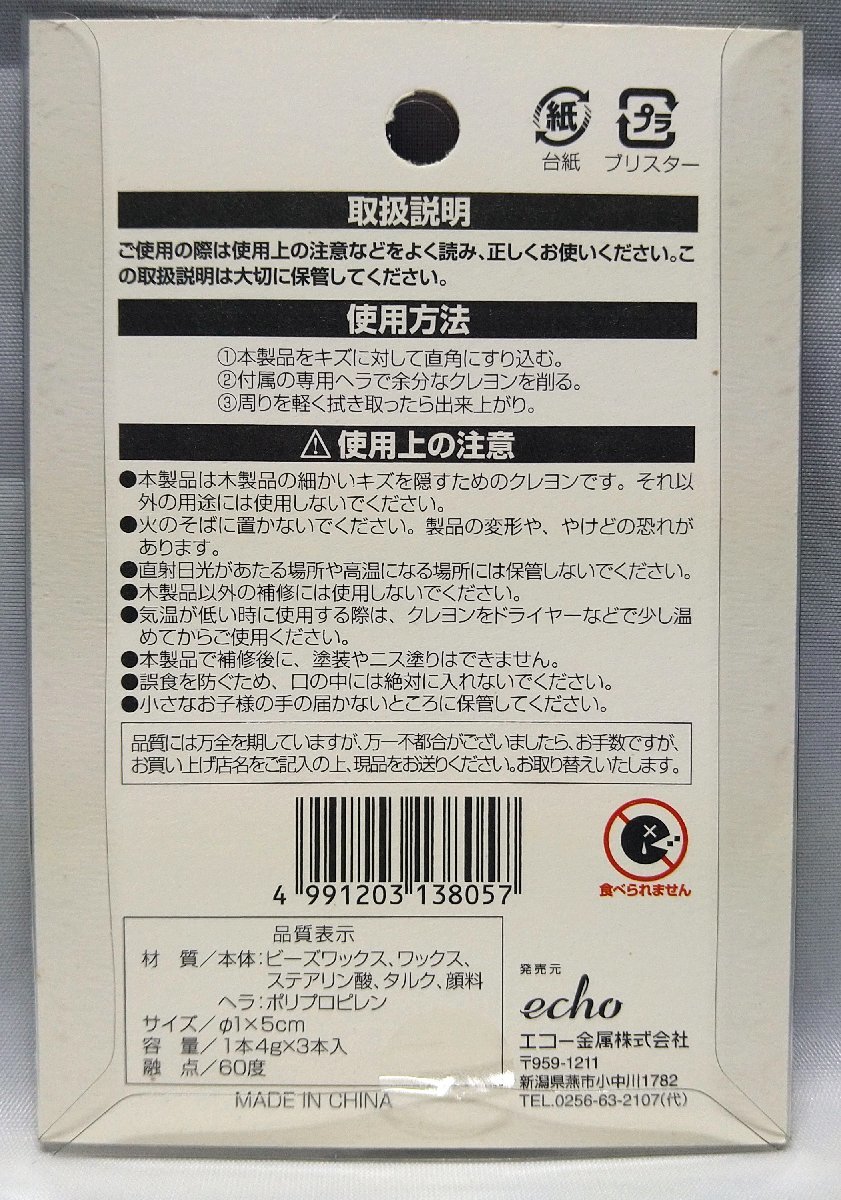 紙
プラ
台紙 ブリスター
取扱説明
ご使用の際は使用上の注意などをよく読み、正しくお使いください。こ
の取扱説明は大切に保管してください。
使用方法
①本製品をキズに対して直角にすり込む。
②付属の専用ヘラで余分なクレヨンを削る。
③周りを軽く拭き取ったら出来上がり。
使用上の注意
●本製品は木製品の細かいキズを隠すためのクレヨンです。それ以
外の用途には使用しないでください。
●火のそばに置かないでください。製品の変形や、やけどの恐れが
あります。
●直射日光があたる場所や高温になる場所には保管しないでください。
●木製品以外の補修には使用しないでください。
●気温が低い時に使用する際は、クレヨンをドライヤーなどで少し温
めてからご使用ください。
●本製品で補修後に、塗装やニス塗りはできません。
●誤食を防ぐため、口の中には絶対に入れないでください。
●小さなお子様の手の届かないところに保管してください。
品質には万全を期していますが、万一不都合がございましたら、お手数ですが、
お買い上げ店名をご記入の上、現品をお送りください。お取り替えいたします。
4 991203 138057
食べられません
品質表示
材 質／本体：ビーズワックス、ワックス、
ステアリン酸、タルク、顔料
ヘラ：ポリプロピレン
サイズ／φ1×5cm
容 量／1本4g×3本入
融 点／60度
MADE IN CHINA
発売元
echo
エコー金属株式会社
〒959-1211
新潟県燕市小中川1782
TEL.0256-63-2107(代)